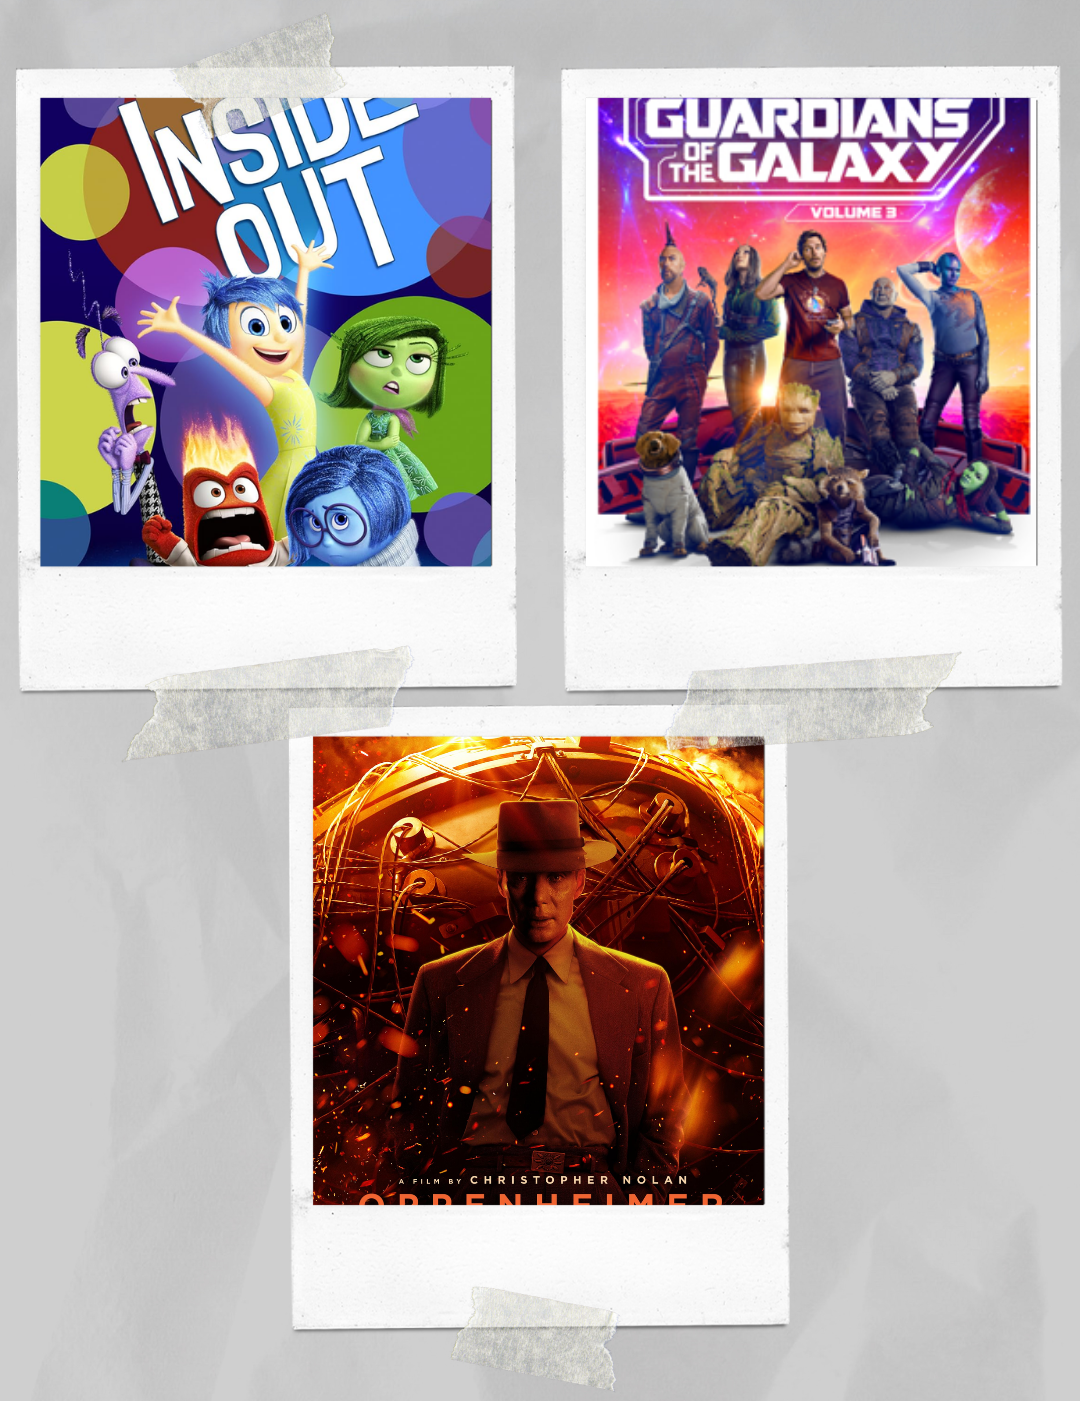 INSIDE
OUT
GUARDIANS
OF
THE GALAXY
VOLUME 3
A FILM BY CHRISTOPHER NOLAN
OPPENHEIMER